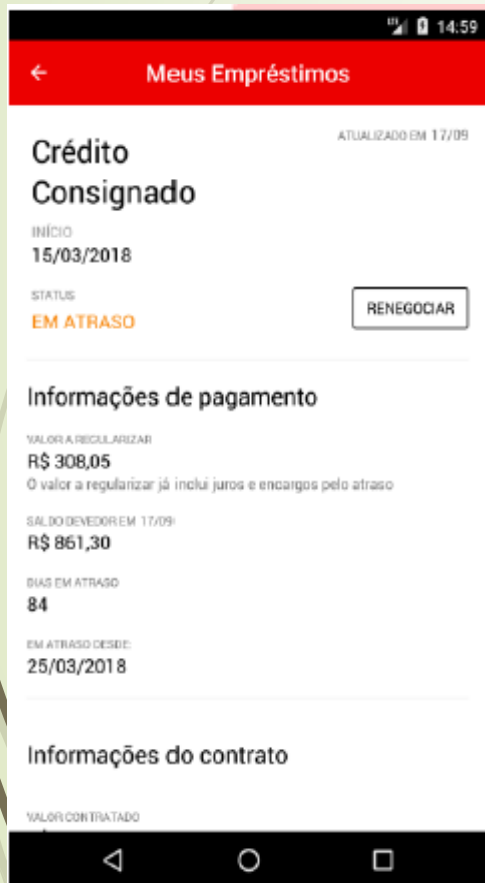 14:59
Meus Empréstimos
ATUALIZADO EM 17/09
Crédito
Consignado
INÍCIO
15/03/2018
STATUS
EM ATRASO
RENEGOCIAR
Informações de pagamento
VALOR A REGULARIZAR
R$ 308,05
O valor a regularizar já inclui juros e encargos pelo atraso
SALDO DEVEDOR EM 17/09:
R$ 861,30
DIAS EM ATRASO
84
EM ATRASO DESDE:
25/03/2018
Informações do contrato
VALOR CONTRATADO